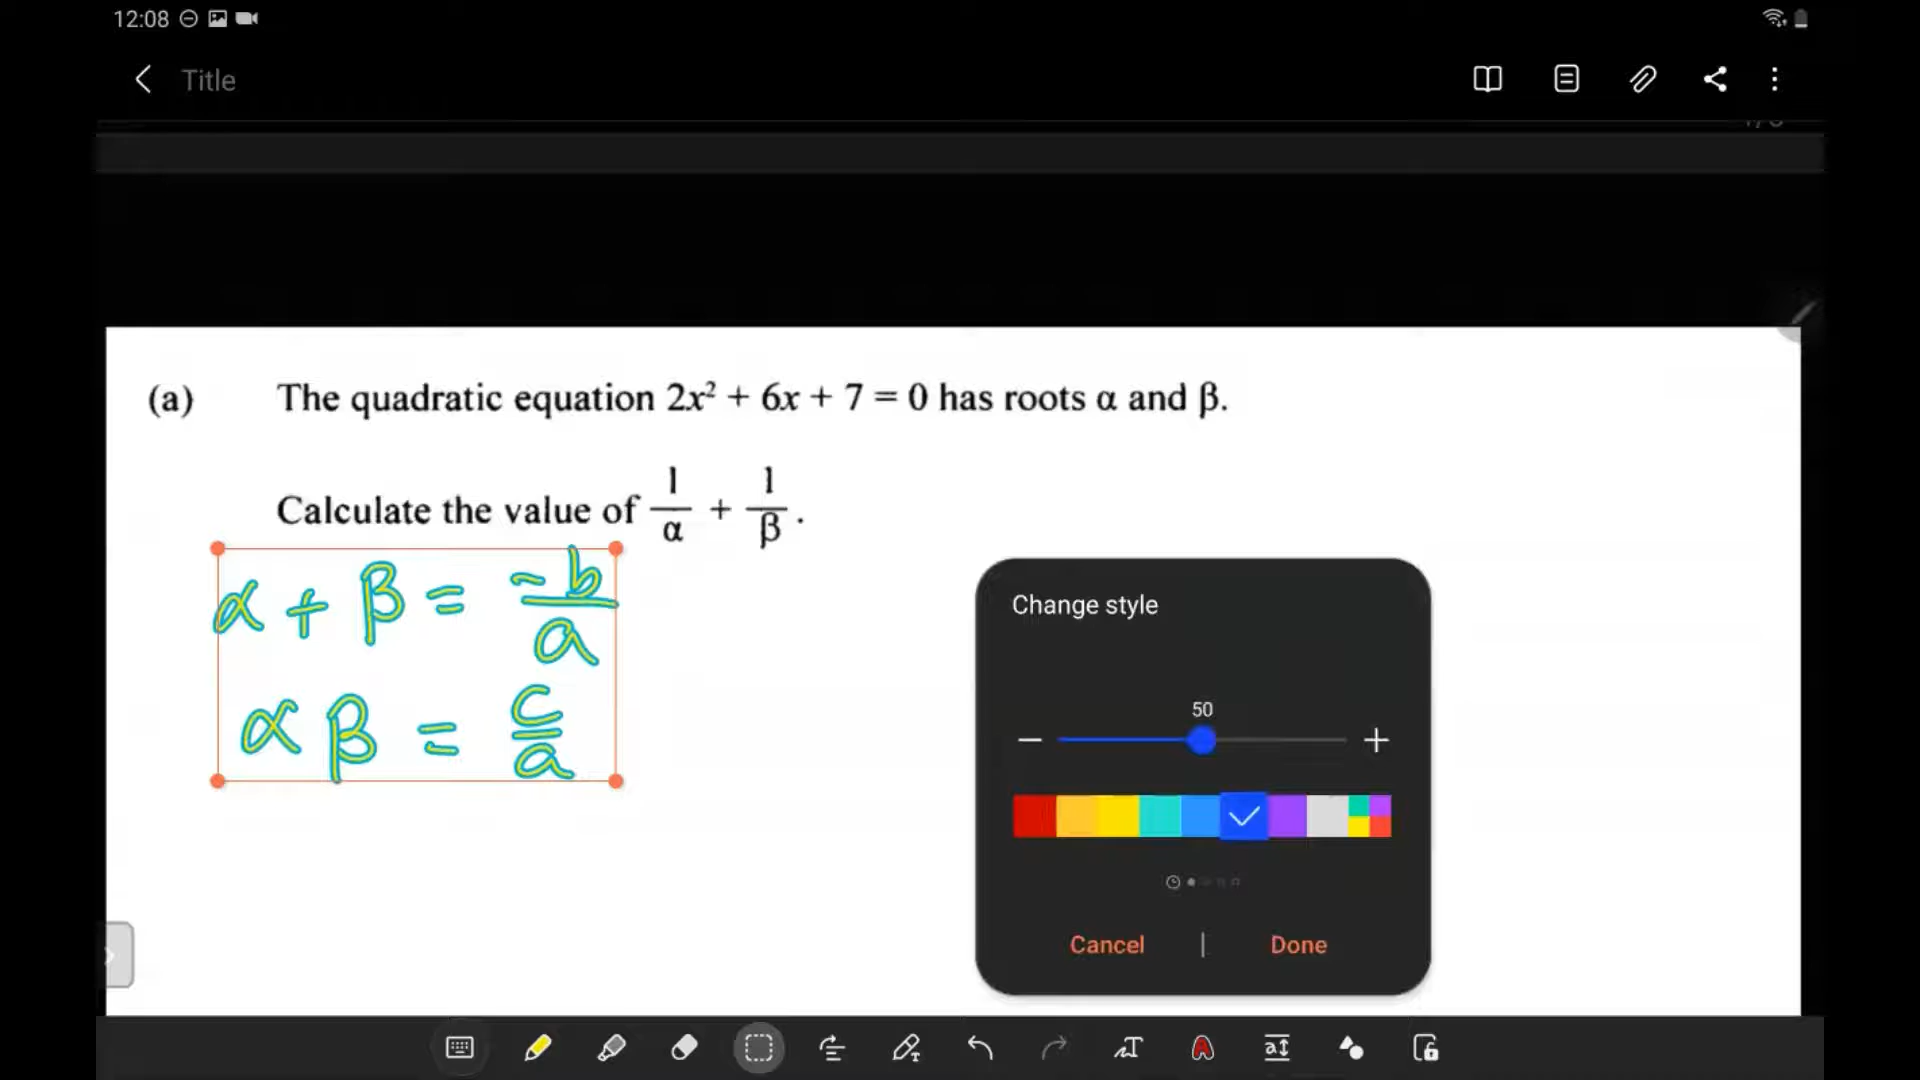 12:08
Title
(a) The quadratic equation 2x² + 6x + 7 = 0 has roots α and β.
Calculate the value of 1/α + 1/β.
α + β = -b/a
αβ = c/a
Change style
50
Cancel | Done